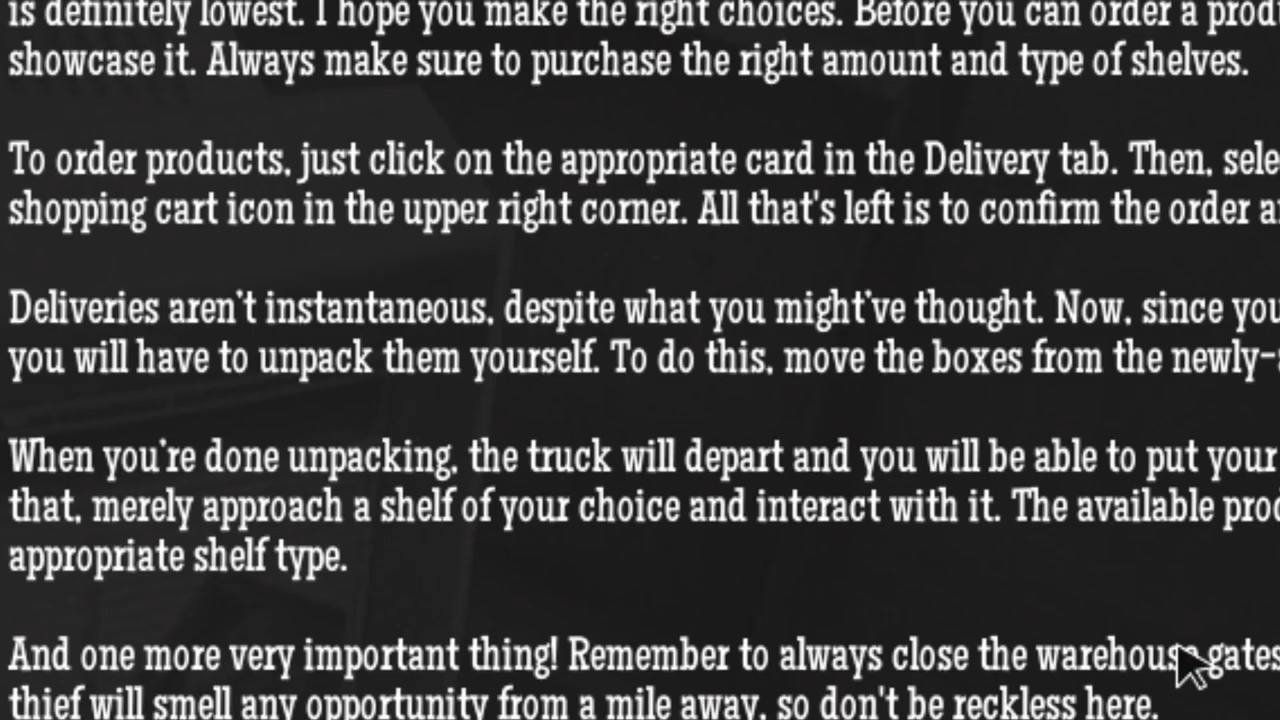 is definitely lowest. I hope you make the right choices. Before you can order a
showcase it. Always make sure to purchase the right amount and type of shelves.
To order products, just click on the appropriate card in the Delivery tab. Then,
shopping cart icon in the upper right corner. All that's left is to confirm the order
Deliveries aren't instantaneous, despite what you might've thought. Now, since
you will have to unpack them yourself. To do this, move the boxes from the
When you're done unpacking, the truck will depart and you will be able to put your
that, merely approach a shelf of your choice and interact with it. The available
appropriate shelf type.
And one more very important thing! Remember to always close the warehouse gates
thief will smell any opportunity from a mile away, so don't be reckless here.